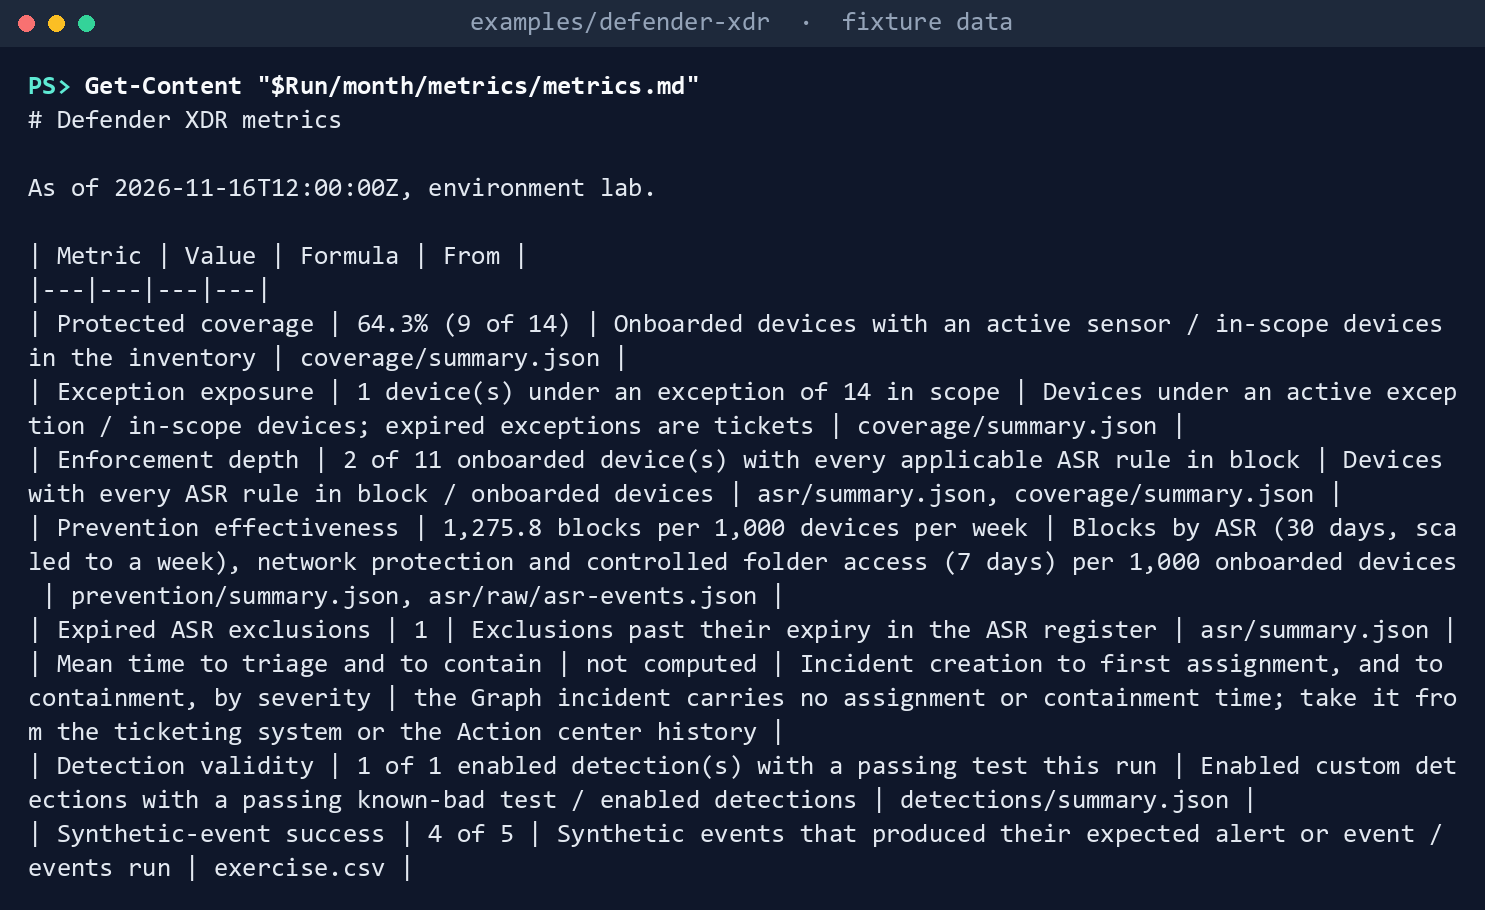 examples/defender-xdr · fixture data
PS> Get-Content "$Run/month/metrics/metrics.md"
# Defender XDR metrics
As of 2026-11-16T12:00:00Z, environment lab.
| Metric | Value | Formula | From |
|---|---|---|---|
| Protected coverage | 64.3% (9 of 14) | Onboarded devices with an active sensor / in-scope devices
in the inventory | coverage/summary.json |
| Exception exposure | 1 device(s) under an exception of 14 in scope | Devices under an active excep
tion / in-scope devices; expired exceptions are tickets | coverage/summary.json |
| Enforcement depth | 2 of 11 onboarded device(s) with every applicable ASR rule in block | Devices
with every ASR rule in block / onboarded devices | asr/summary.json, coverage/summary.json |
| Prevention effectiveness | 1,275.8 blocks per 1,000 devices per week | Blocks by ASR (30 days, sca
led to a week), network protection and controlled folder access (7 days) per 1,000 onboarded devices
| prevention/summary.json, asr/raw/asr-events.json |
| Expired ASR exclusions | 1 | Exclusions past their expiry in the ASR register | asr/summary.json |
| Mean time to triage and to contain | not computed | Incident creation to first assignment, and to
containment, by severity | the Graph incident carries no assignment or containment time; take it fro
m the ticketing system or the Action center history |
| Detection validity | 1 of 1 enabled detection(s) with a passing test this run | Enabled custom det
ections with a passing known-bad test / enabled detections | detections/summary.json |
| Synthetic-event success | 4 of 5 | Synthetic events that produced their expected alert or event /
events run | exercise.csv |